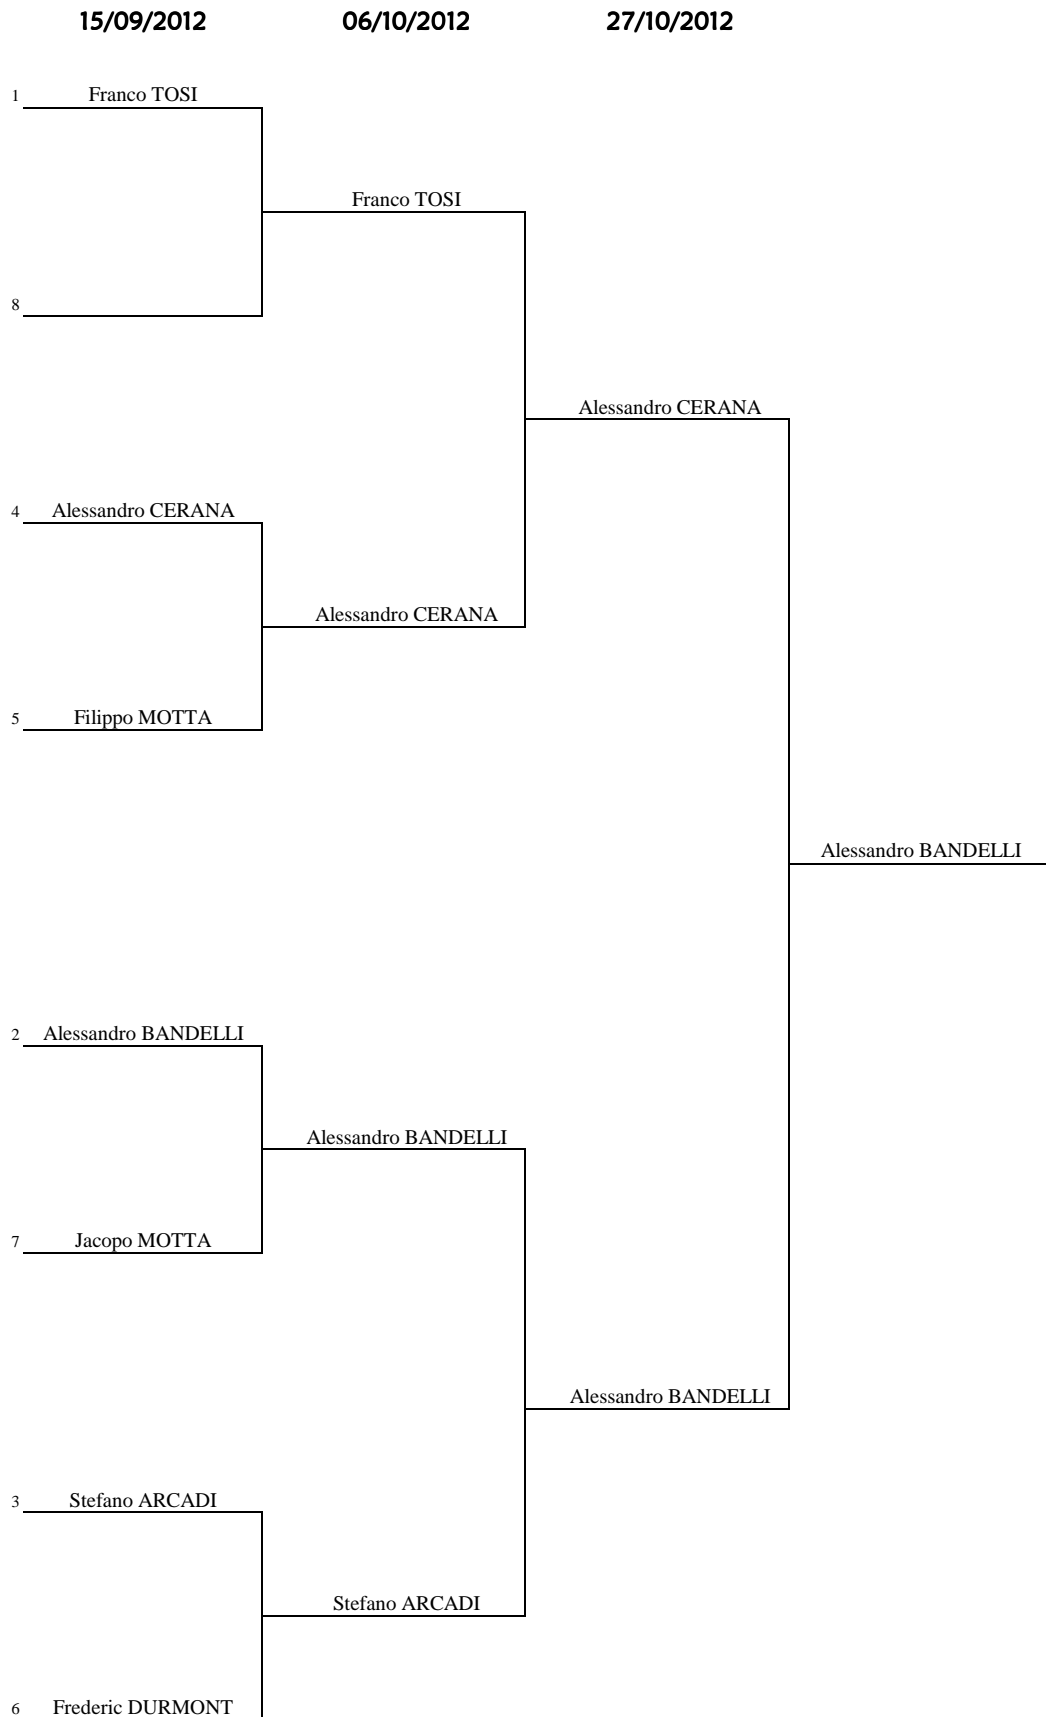 15/09/2012 06/10/2012 27/10/2012
1 Franco TOSI
Franco TOSI
8
Alessandro CERANA
4 Alessandro CERANA
Alessandro CERANA
5 Filippo MOTTA
Alessandro BANDELLI
2 Alessandro BANDELLI
Alessandro BANDELLI
7 Jacopo MOTTA
Alessandro BANDELLI
3 Stefano ARCADI
Stefano ARCADI
6 Frederic DURMONT